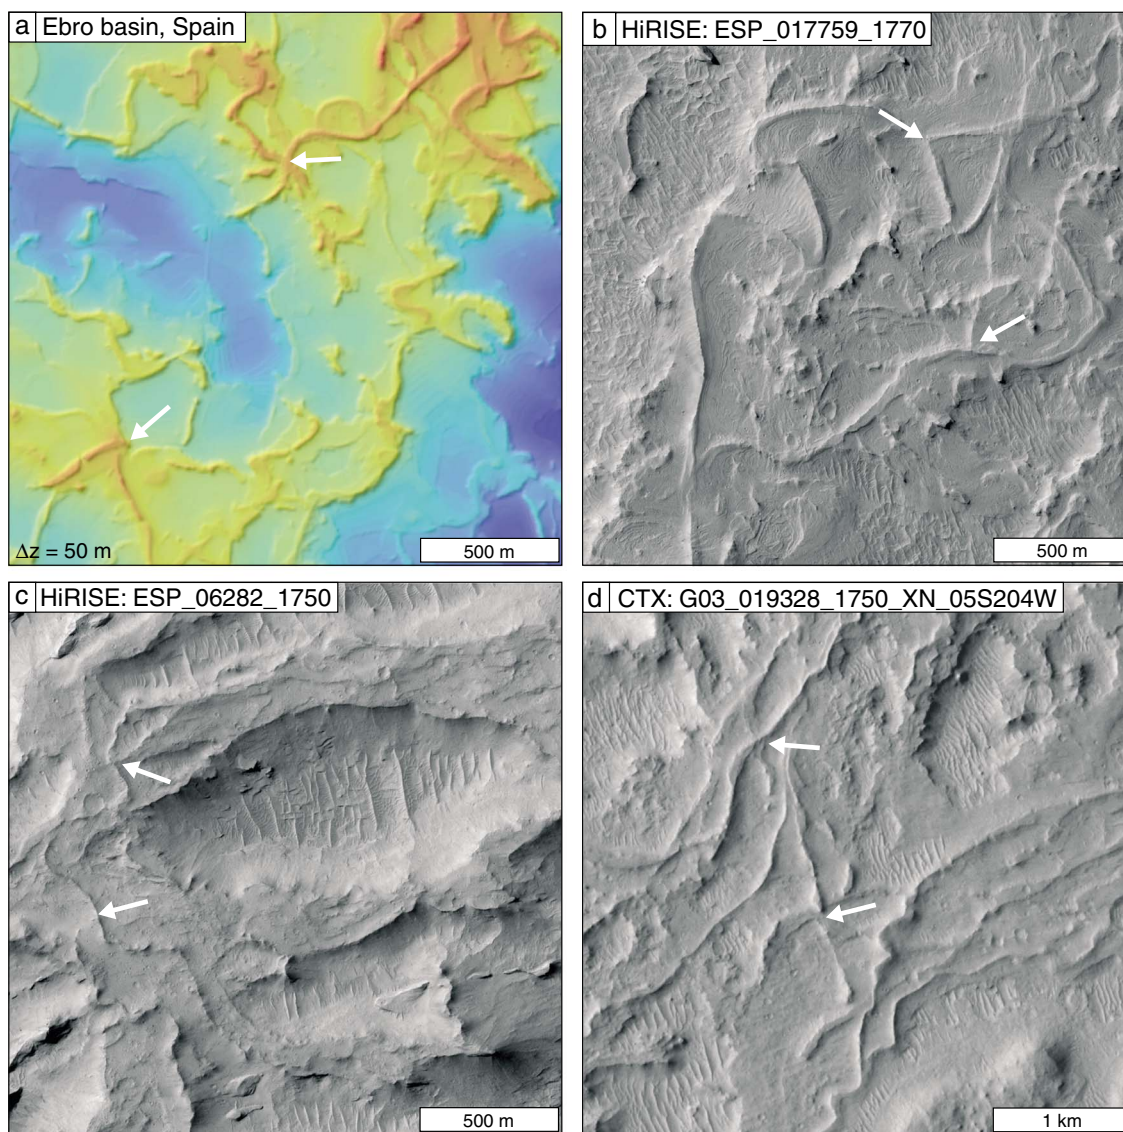 a Ebro basin, Spain
Δz = 50 m
500 m
b HiRISE: ESP_017759_1770
500 m
c HiRISE: ESP_06282_1750
500 m
d CTX: G03_019328_1750_XN_05S204W
1 km